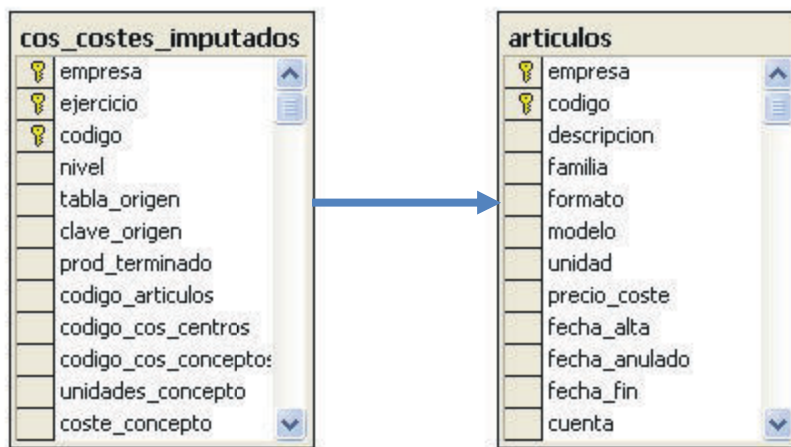 cos_costes_imputados
empresa
ejercicio
codigo
nivel
tabla_origen
clave_origen
prod_terminado
codigo_articulos
codigo_cos_centros
codigo_cos_conceptos
unidades_concepto
coste_concepto
articulos
empresa
codigo
descripcion
familia
formato
modelo
unidad
precio_coste
fecha_alta
fecha_anulado
fecha_fin
cuenta